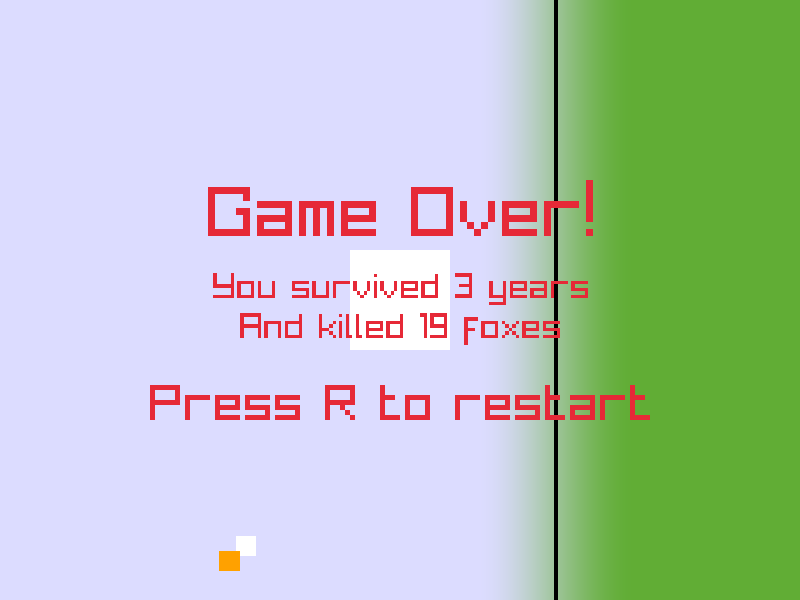 Game Over!
You survived 3 years
And killed 19 foxes
Press R to restart